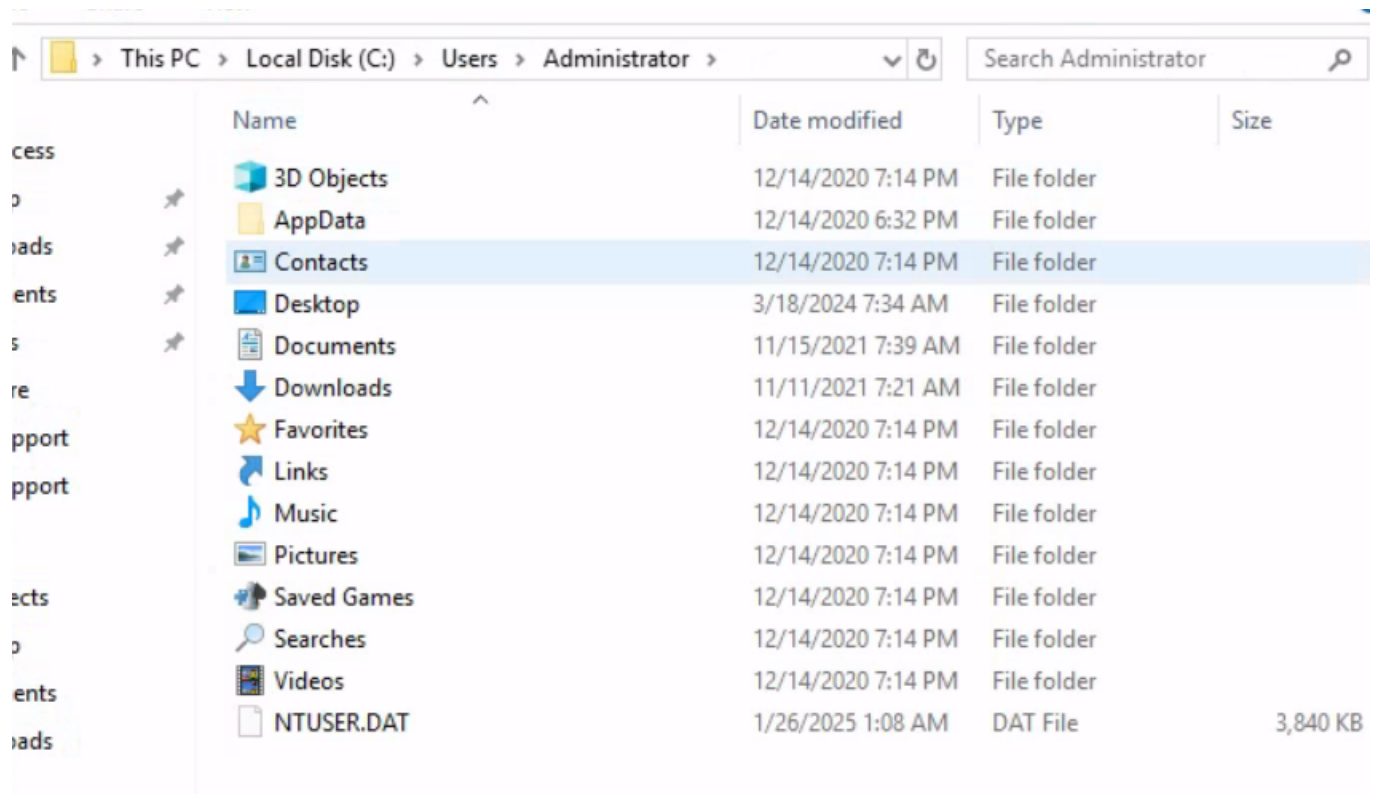 This PC > Local Disk (C:) > Users > Administrator >
Search Administrator
Name Date modified Type Size
cess
ads
ents
s
re
pport
pport
ects
ents
ads
3D Objects 12/14/2020 7:14 PM File folder
AppData 12/14/2020 6:32 PM File folder
Contacts 12/14/2020 7:14 PM File folder
Desktop 3/18/2024 7:34 AM File folder
Documents 11/15/2021 7:39 AM File folder
Downloads 11/11/2021 7:21 AM File folder
Favorites 12/14/2020 7:14 PM File folder
Links 12/14/2020 7:14 PM File folder
Music 12/14/2020 7:14 PM File folder
Pictures 12/14/2020 7:14 PM File folder
Saved Games 12/14/2020 7:14 PM File folder
Searches 12/14/2020 7:14 PM File folder
Videos 12/14/2020 7:14 PM File folder
NTUSER.DAT 1/26/2025 1:08 AM DAT File 3,840 KB